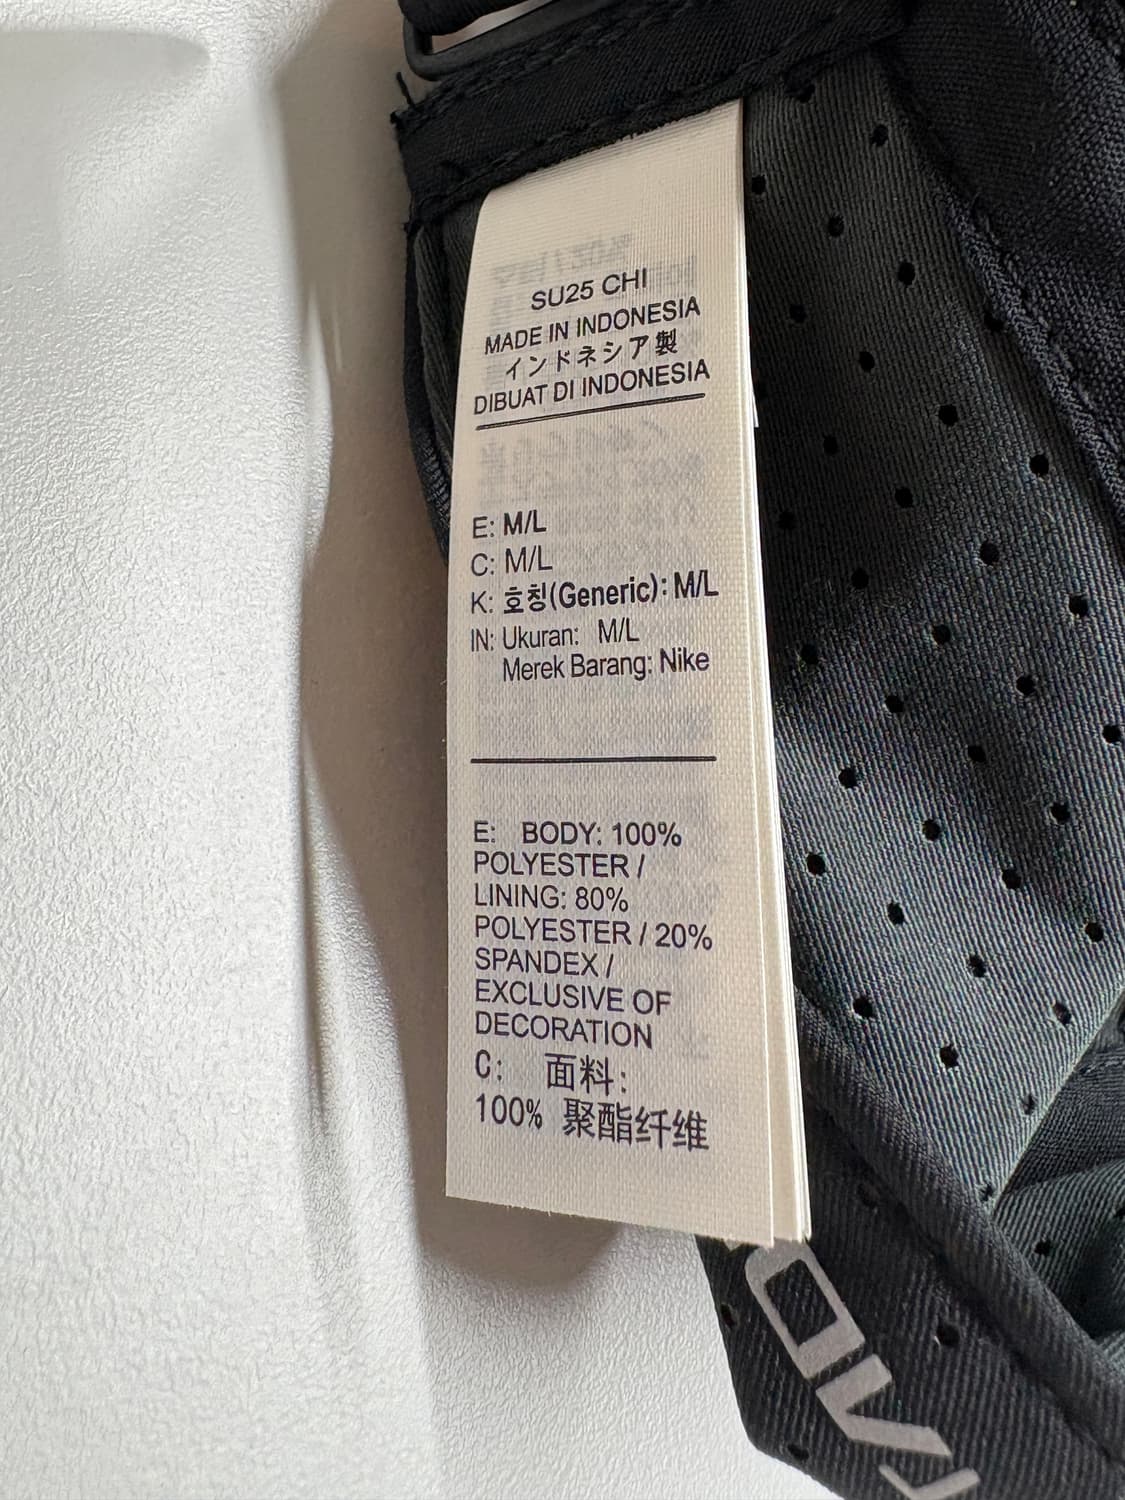 SU25 CHI
MADE IN INDONESIA
インドネシア製
DIBUAT DI INDONESIA
E: M/L
C: M/L
K: 호칭(Generic): M/L
IN: Ukuran: M/L
Merek Barang: Nike
E: BODY: 100%
POLYESTER /
LINING: 80%
POLYESTER / 20%
SPANDEX /
EXCLUSIVE OF
DECORATION
C: 面料:
100% 聚酯纤维